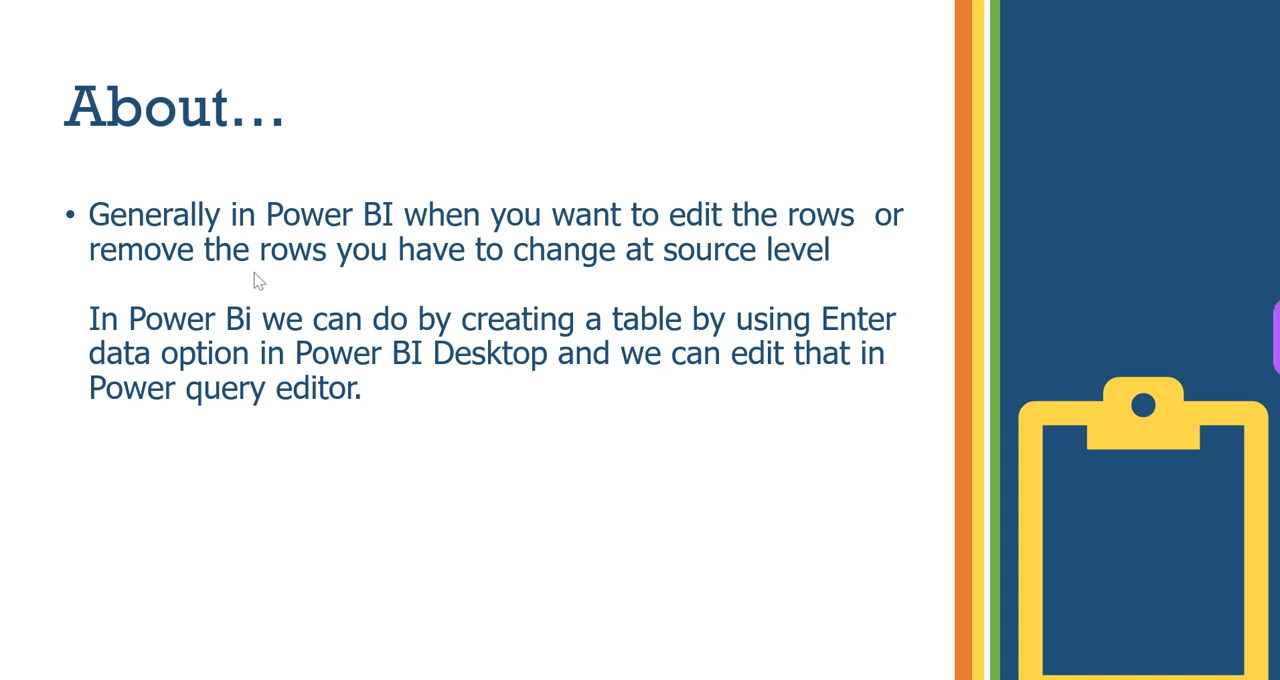 About...
• Generally in Power BI when you want to edit the rows  or
remove the rows you have to change at source level
In Power Bi we can do by creating a table by using Enter
data option in Power BI Desktop and we can edit that in
Power query editor.